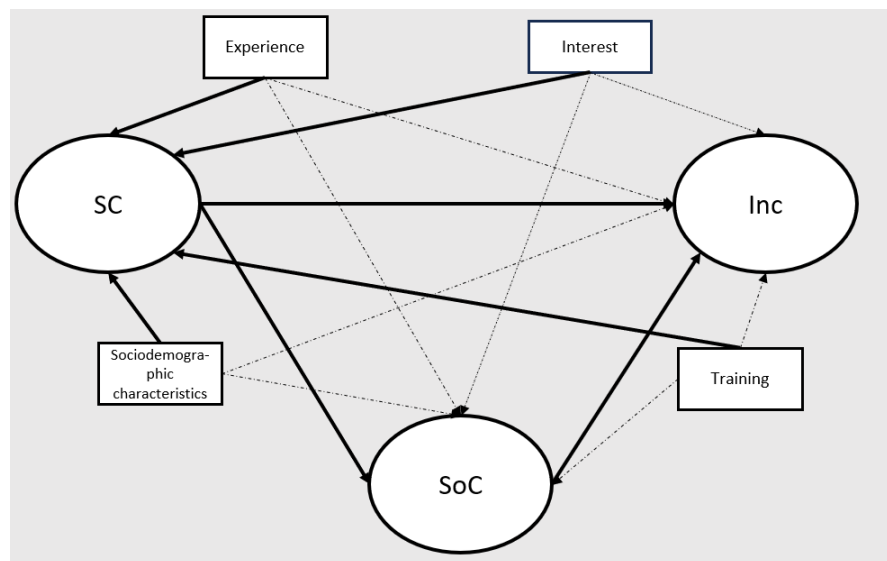 Experience
Interest
SC
Inc
Sociodemogra-
phic
characteristics
Training
SoC